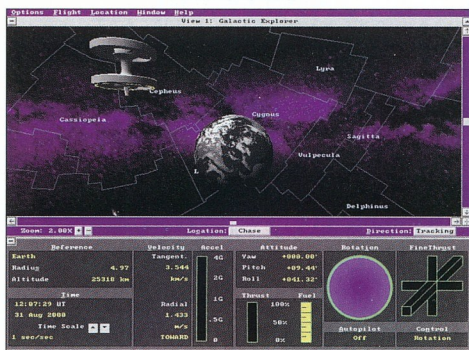 Options Flight Location Window Help
View 1: Galactic Explorer
Lyra
Cepheus
Cassiopeia
Cygnus
Sagitta
L
Vulpecula
Delphinus
Zoom: 2.00X + - Location: Chase Direction: Tracking
Reference Velocity Accel Attitude Rotation FineThrust
Earth
Radius 4.97
Altitude 25318 km
Time
12:07:29 UT
31 Aug 2000
Time Scale
1 sec/sec
Tangent.
3.544
km/s
Radial
1.433
m/s
TOWARD
4G
2G
1G
.5G
0
Yaw +000.00°
Pitch +09.44°
Roll +041.32°
Thrust Fuel
100%
50%
0%
Autopilot
Off
Control
Rotation